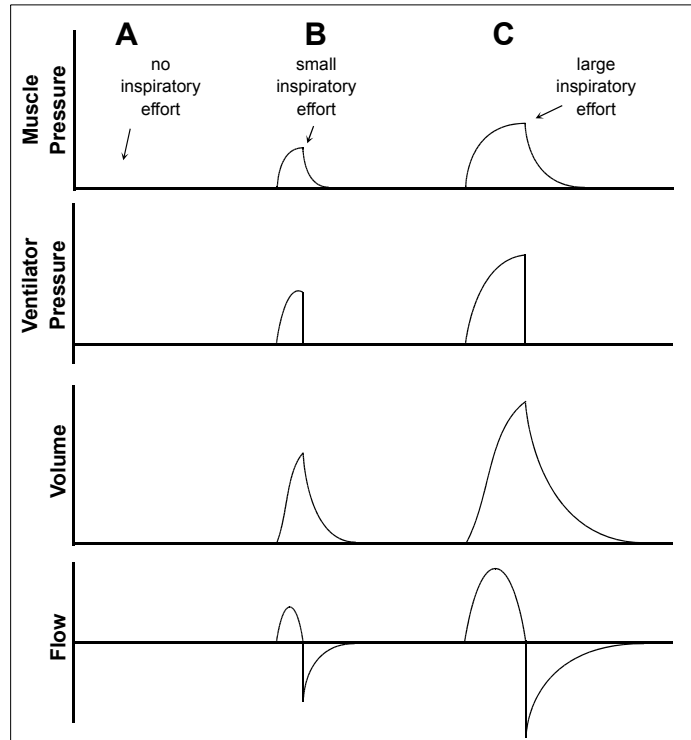 A
B
C
no
inspiratory
effort
small
inspiratory
effort
large
inspiratory
effort
Muscle
Pressure
Ventilator
Pressure
Volume
Flow